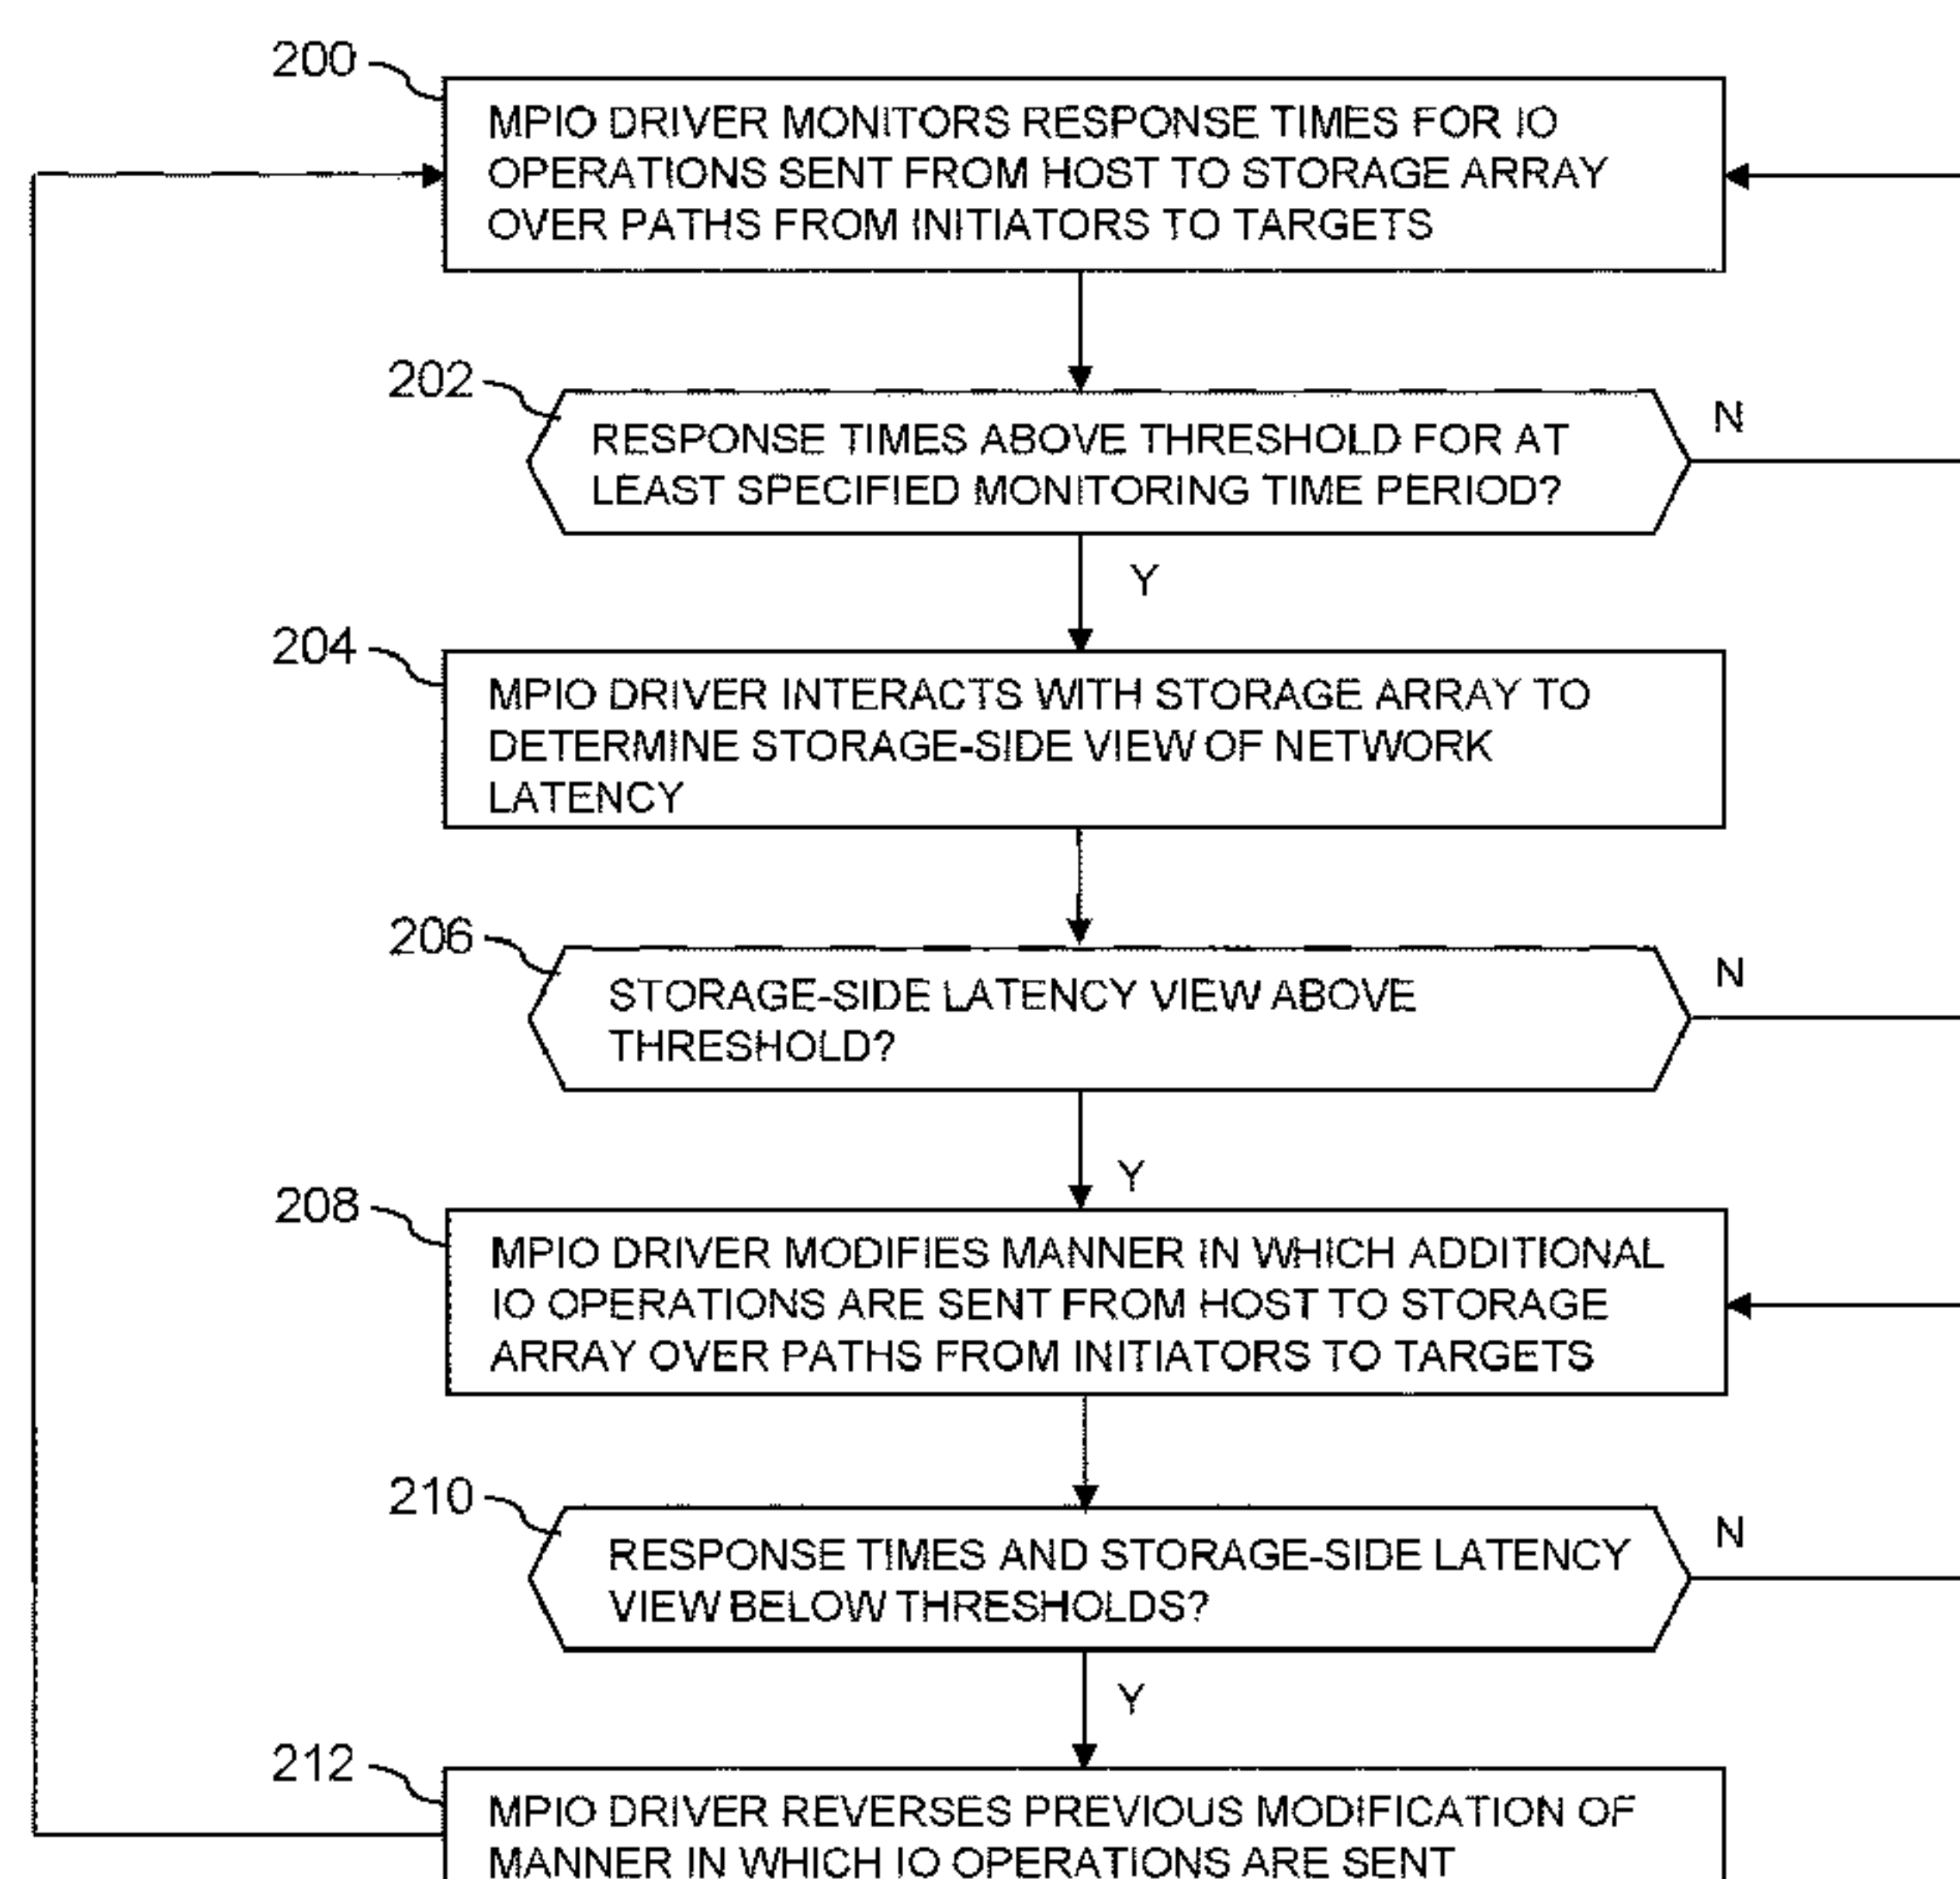 200
MPIO DRIVER MONITORS RESPONSE TIMES FOR IO
OPERATIONS SENT FROM HOST TO STORAGE ARRAY
OVER PATHS FROM INITIATORS TO TARGETS
202
RESPONSE TIMES ABOVE THRESHOLD FOR AT
LEAST SPECIFIED MONITORING TIME PERIOD?
N
Y
204
MPIO DRIVER INTERACTS WITH STORAGE ARRAY TO
DETERMINE STORAGE-SIDE VIEW OF NETWORK
LATENCY
206
STORAGE-SIDE LATENCY VIEW ABOVE
THRESHOLD?
N
Y
208
MPIO DRIVER MODIFIES MANNER IN WHICH ADDITIONAL
IO OPERATIONS ARE SENT FROM HOST TO STORAGE
ARRAY OVER PATHS FROM INITIATORS TO TARGETS
210
RESPONSE TIMES AND STORAGE-SIDE LATENCY
VIEW BELOW THRESHOLDS?
N
Y
212
MPIO DRIVER REVERSES PREVIOUS MODIFICATION OF
MANNER IN WHICH IO OPERATIONS ARE SENT